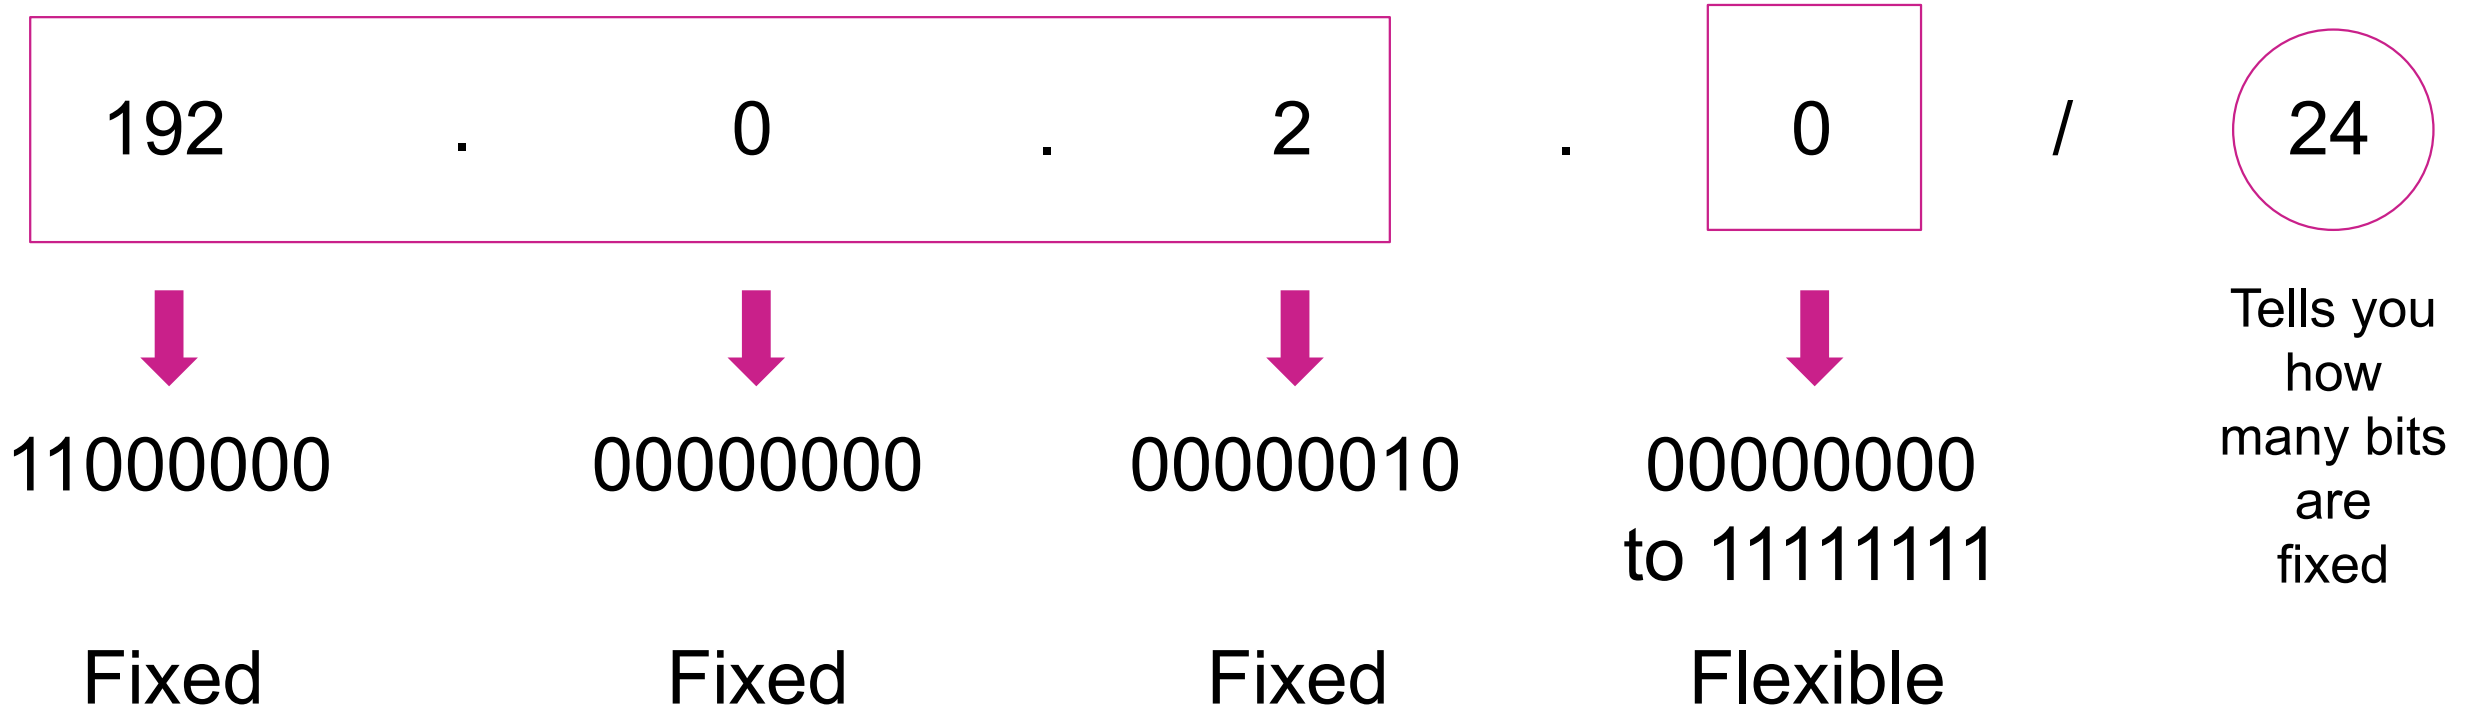 192 . 0 . 2 . 0 / 24
11000000 00000000 00000010 00000000
to 11111111
Fixed Fixed Fixed Flexible
Tells you
how
many bits
are
fixed